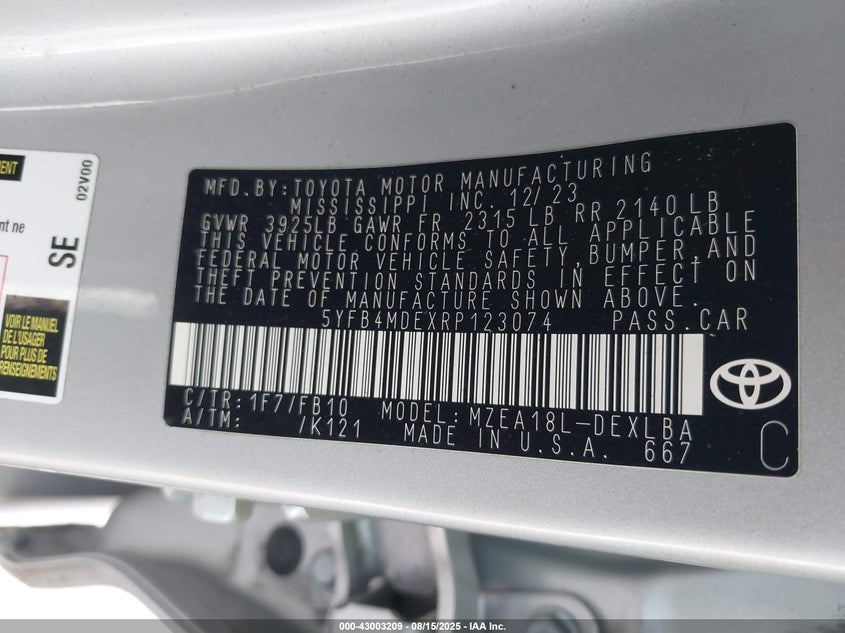 MENT
02V00
nt ne
SE
VOIR LE MANUEL
DE L'USAGER
POUR PLUS DE
RENSEIGNEMENTS
MFD. BY: TOYOTA MOTOR MANUFACTURING
MISSISSIPPI INC. 12/23
GVWR 3925LB GAWR FR 2315 LB RR 2140 LB
THIS VEHICLE CONFORMS TO ALL APPLICABLE
FEDERAL MOTOR VEHICLE SAFETY, BUMPER, AND
THEFT PREVENTION STANDARDS IN EFFECT ON
THE DATE OF MANUFACTURE SHOWN ABOVE.
5YFB4MDEXRP123074 PASS. CAR
C/TR: 1F7/FB10 MODEL: MZEA18L-DEXLBA
A/TM: /K121 MADE IN U.S.A. 667
C
000-43003209 - 08/15/2025 - IAA Inc.